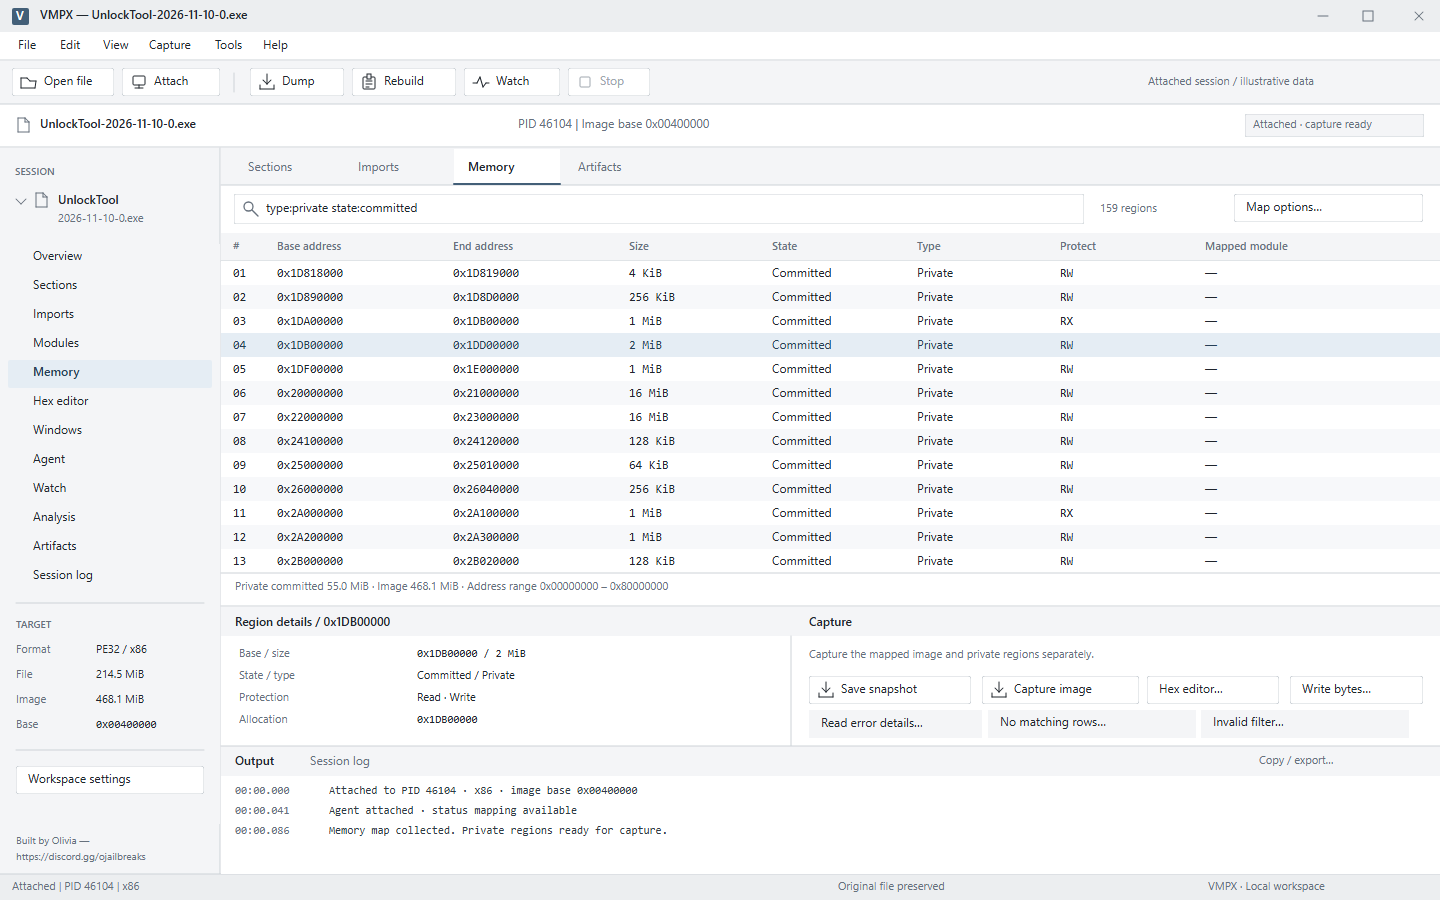 V VMPX — UnlockTool-2026-11-10-0.exe
File Edit View Capture Tools Help
Open file Attach Dump Rebuild Watch Stop Attached session / illustrative data
UnlockTool-2026-11-10-0.exe PID 46104 | Image base 0x00400000 Attached · capture ready
SESSION
UnlockTool
2026-11-10-0.exe
Overview
Sections
Imports
Modules
Memory
Hex editor
Windows
Agent
Watch
Analysis
Artifacts
Session log
TARGET
Format PE32 / x86
File 214.5 MiB
Image 468.1 MiB
Base 0x00400000
Workspace settings
Built by Olivia —
https://discord.gg/ojailbreaks
Sections Imports Memory Artifacts
type:private state:committed 159 regions Map options...
# Base address End address Size State Type Protect Mapped module
01 0x1D818000 0x1D819000 4 KiB Committed Private RW —
02 0x1D890000 0x1D8D0000 256 KiB Committed Private RW —
03 0x1DA00000 0x1DB00000 1 MiB Committed Private RX —
04 0x1DB00000 0x1DD00000 2 MiB Committed Private RW —
05 0x1DF00000 0x1E000000 1 MiB Committed Private RW —
06 0x20000000 0x21000000 16 MiB Committed Private RW —
07 0x22000000 0x23000000 16 MiB Committed Private RW —
08 0x24100000 0x24120000 128 KiB Committed Private RW —
09 0x25000000 0x25010000 64 KiB Committed Private RW —
10 0x26000000 0x26040000 256 KiB Committed Private RW —
11 0x2A000000 0x2A100000 1 MiB Committed Private RX —
12 0x2A200000 0x2A300000 1 MiB Committed Private RW —
13 0x2B000000 0x2B020000 128 KiB Committed Private RW —
Private committed 55.0 MiB · Image 468.1 MiB · Address range 0x00000000 – 0x80000000
Region details / 0x1DB00000
Base / size 0x1DB00000 / 2 MiB
State / type Committed / Private
Protection Read · Write
Allocation 0x1DB00000
Capture
Capture the mapped image and private regions separately.
Save snapshot Capture image Hex editor... Write bytes...
Read error details... No matching rows... Invalid filter...
Output Session log Copy / export...
00:00.000 Attached to PID 46104 · x86 · image base 0x00400000
00:00.041 Agent attached · status mapping available
00:00.086 Memory map collected. Private regions ready for capture.
Attached | PID 46104 | x86 Original file preserved VMPX · Local workspace